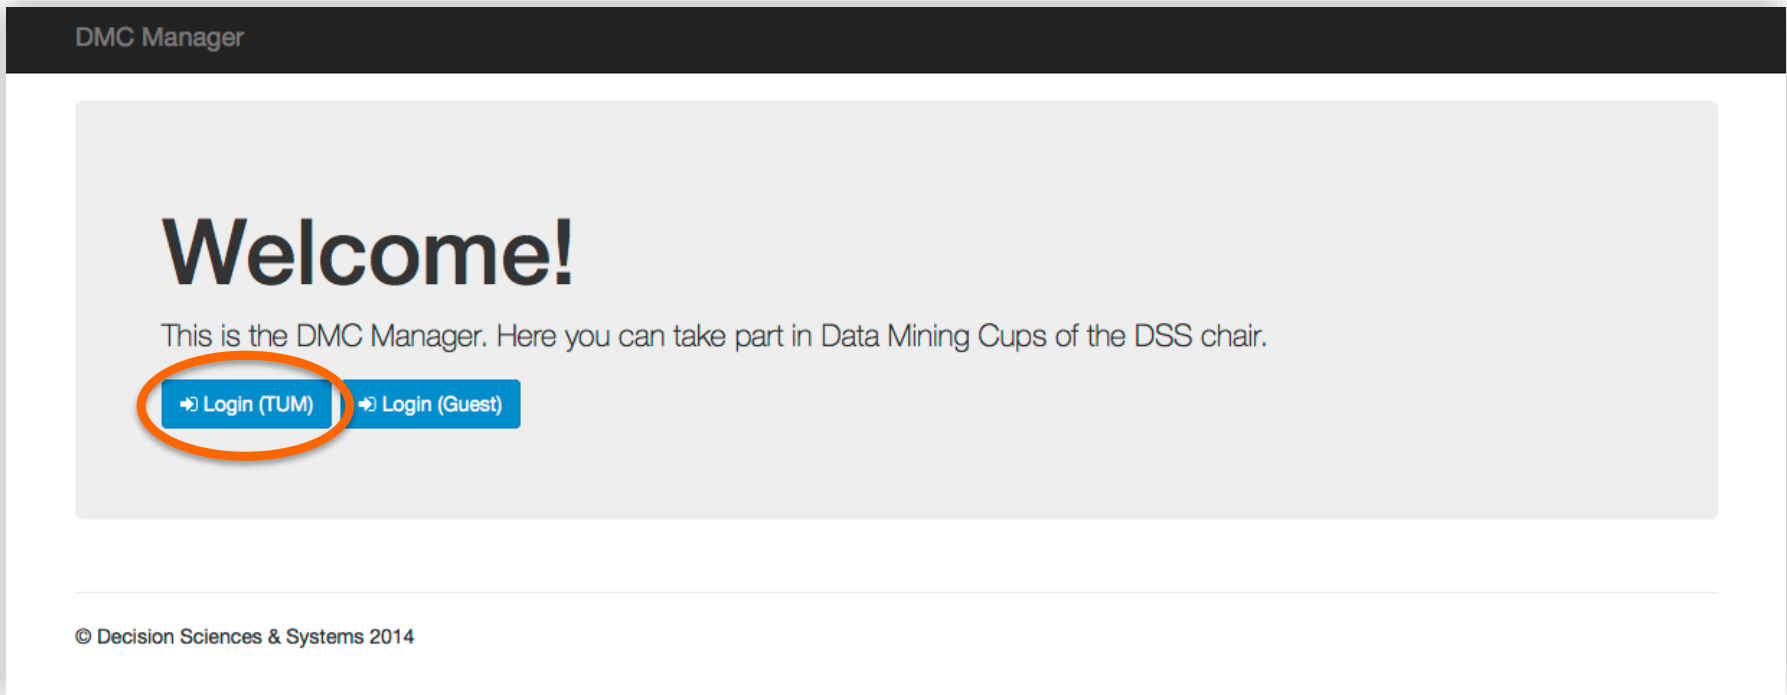 DMC Manager
Welcome!
This is the DMC Manager. Here you can take part in Data Mining Cups of the DSS chair.
Login (TUM) Login (Guest)
© Decision Sciences & Systems 2014